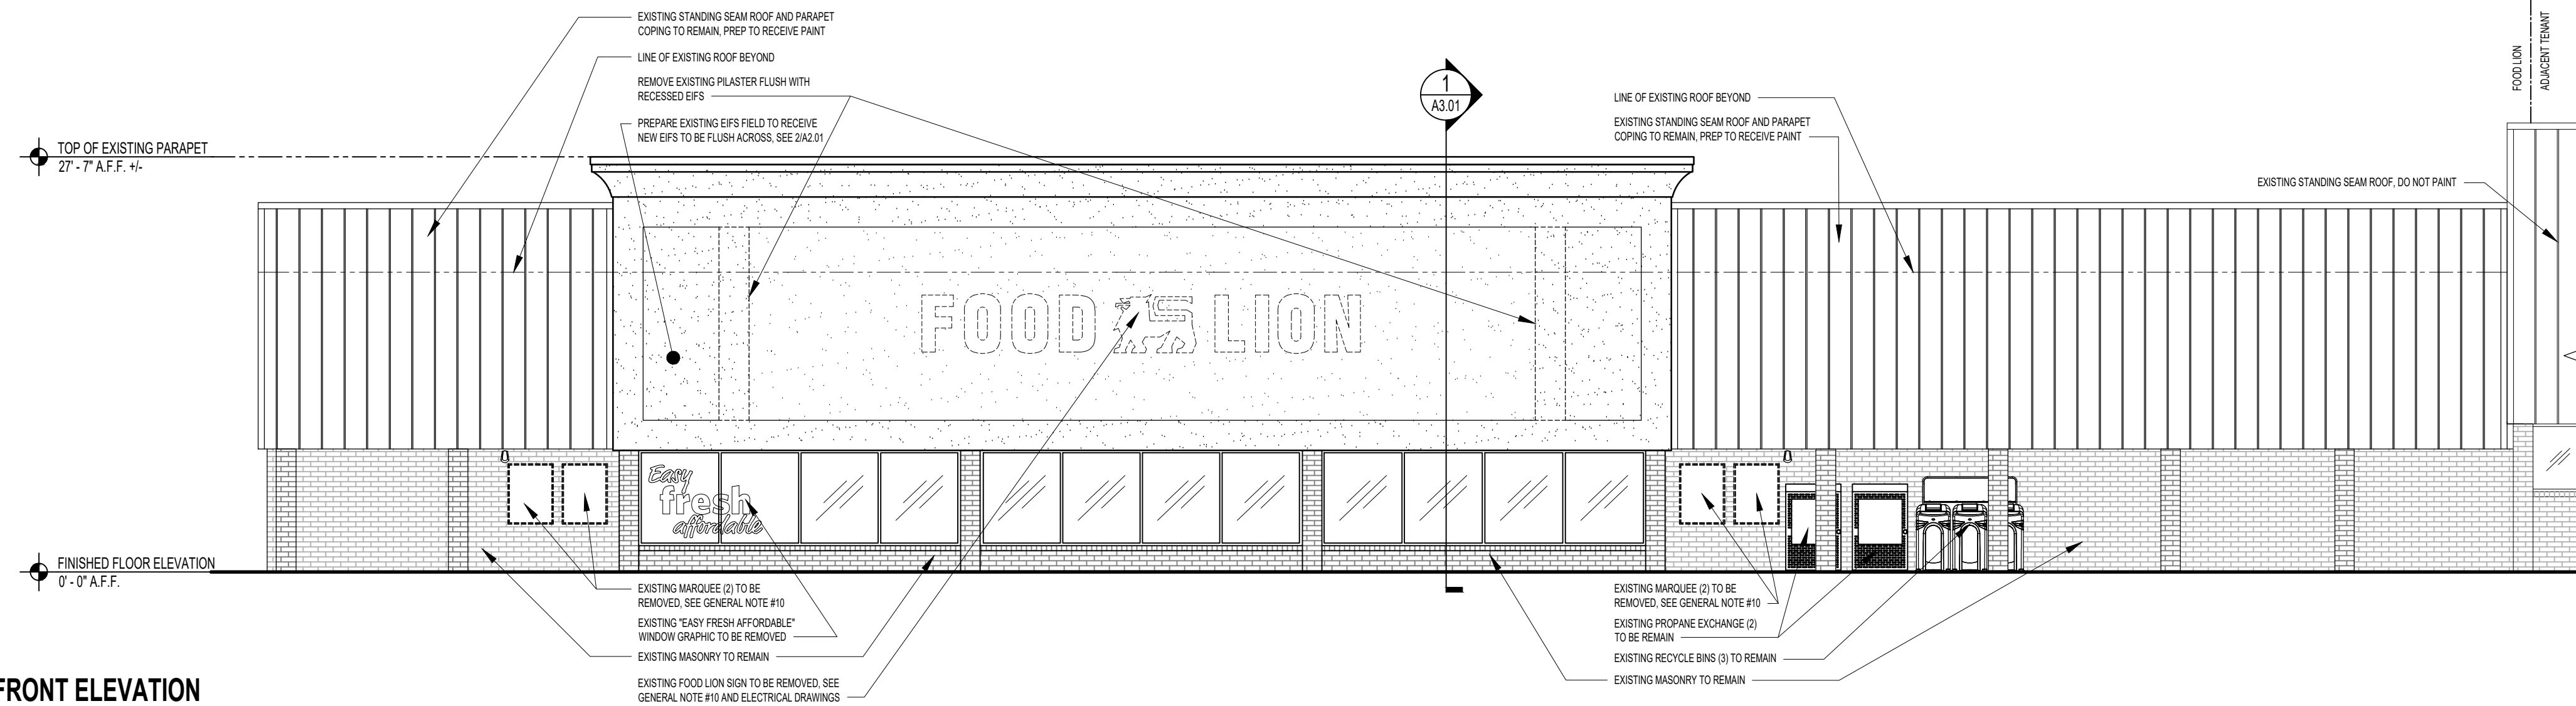 EXISTING STANDING SEAM ROOF AND PARAPET
COPING TO REMAIN, PREP TO RECEIVE PAINT
LINE OF EXISTING ROOF BEYOND
REMOVE EXISTING PILASTER FLUSH WITH
RECESSED EIFS
PREPARE EXISTING EIFS FIELD TO RECEIVE
NEW EIFS TO BE FLUSH ACROSS, SEE 2/A2.01
1
A3.01
LINE OF EXISTING ROOF BEYOND
EXISTING STANDING SEAM ROOF AND PARAPET
COPING TO REMAIN, PREP TO RECEIVE PAINT
FOOD LION
ADJACENT TENANT
EXISTING STANDING SEAM ROOF, DO NOT PAINT
TOP OF EXISTING PARAPET
27' - 7" A.F.F. +/-
FOOD LION
Easy
fresh
affordable
FINISHED FLOOR ELEVATION
0' - 0" A.F.F.
EXISTING MARQUEE (2) TO BE
REMOVED, SEE GENERAL NOTE #10
EXISTING "EASY FRESH AFFORDABLE"
WINDOW GRAPHIC TO BE REMOVED
EXISTING MASONRY TO REMAIN
EXISTING FOOD LION SIGN TO BE REMOVED, SEE
GENERAL NOTE #10 AND ELECTRICAL DRAWINGS
EXISTING MARQUEE (2) TO BE
REMOVED, SEE GENERAL NOTE #10
EXISTING PROPANE EXCHANGE (2)
TO BE REMAIN
EXISTING RECYCLE BINS (3) TO REMAIN
EXISTING MASONRY TO REMAIN
FRONT ELEVATION